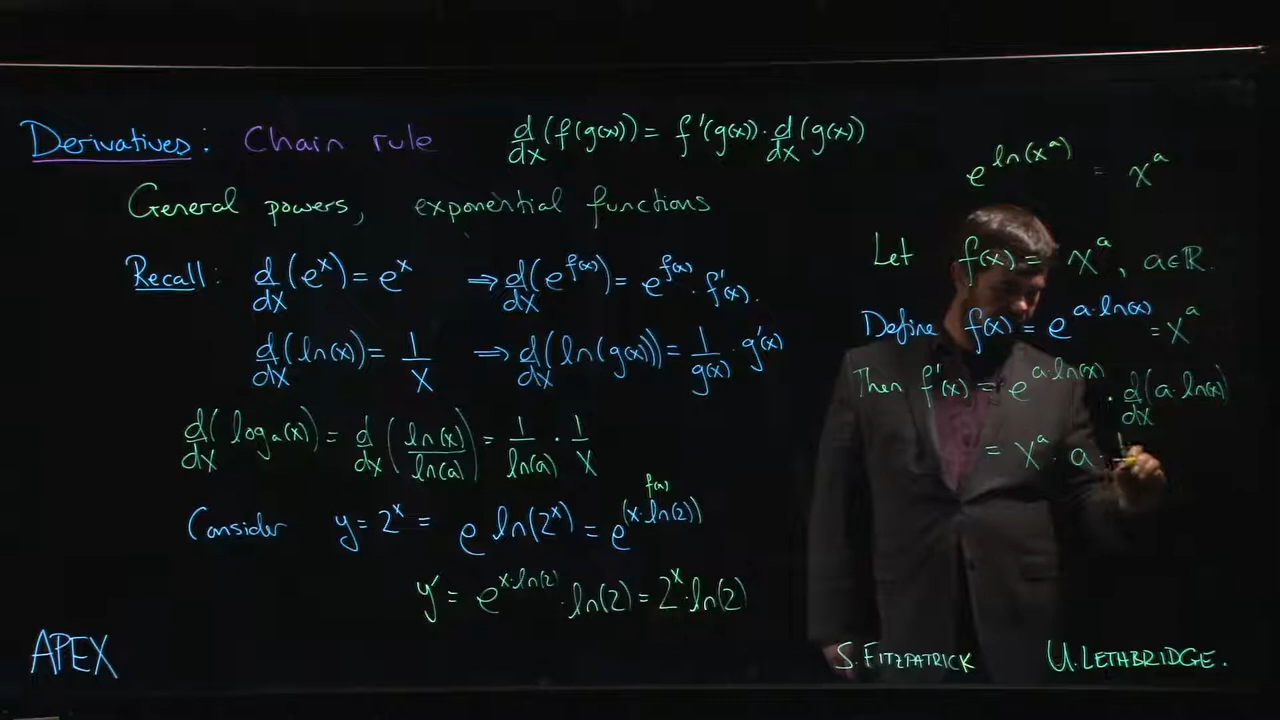 Derivatives: Chain rule d/dx (f(g(x)) = f'(g(x))· d/dx (g(x))
General powers, exponential functions
Recall: d/dx (e^x) = e^x ⇒ d/dx (e^{f(x)}) = e^{f(x)} · f'(x).
d/dx (ln(x)) = 1/x ⇒ d/dx (ln(g(x))) = 1/g(x) · g'(x)
d/dx (log_a(x)) = d/dx (ln(x)/ln(a)) = 1/ln(a) · 1/x
f(x)
Consider y = 2^x = e^{ln(2^x)} = e^{(x·ln(2))}
y' = e^{x·ln(2)} · ln(2) = 2^x · ln(2)
e^{ln(x^a)} = x^a
Let f(x) = x^a, a∈ℝ.
Define f(x) = e^{a·ln(x)} = x^a
Then f'(x) = e^{a·ln(x)} · d/dx (a·ln(x))
= x^a · a ·
APEX
S. FITZPATRICK
U. LETHBRIDGE.